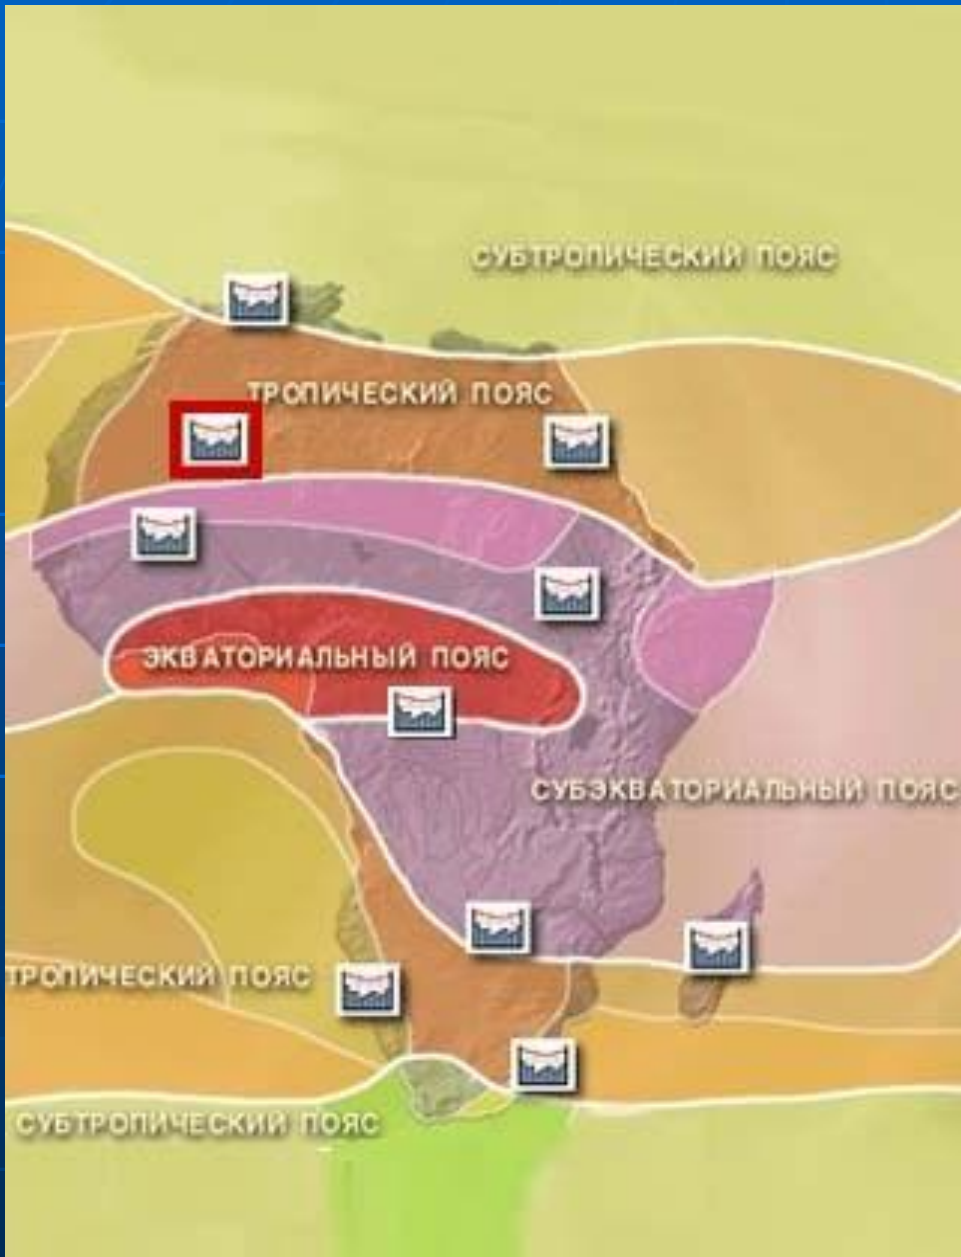 СУБТРОПИЧЕСКИЙ ПОЯС
ТРОПИЧЕСКИЙ ПОЯС
ЭКВАТОРИАЛЬНЫЙ ПОЯС
СУБЭКВАТОРИАЛЬНЫЙ ПОЯС
ТРОПИЧЕСКИЙ ПОЯС
СУБТРОПИЧЕСКИЙ ПОЯС